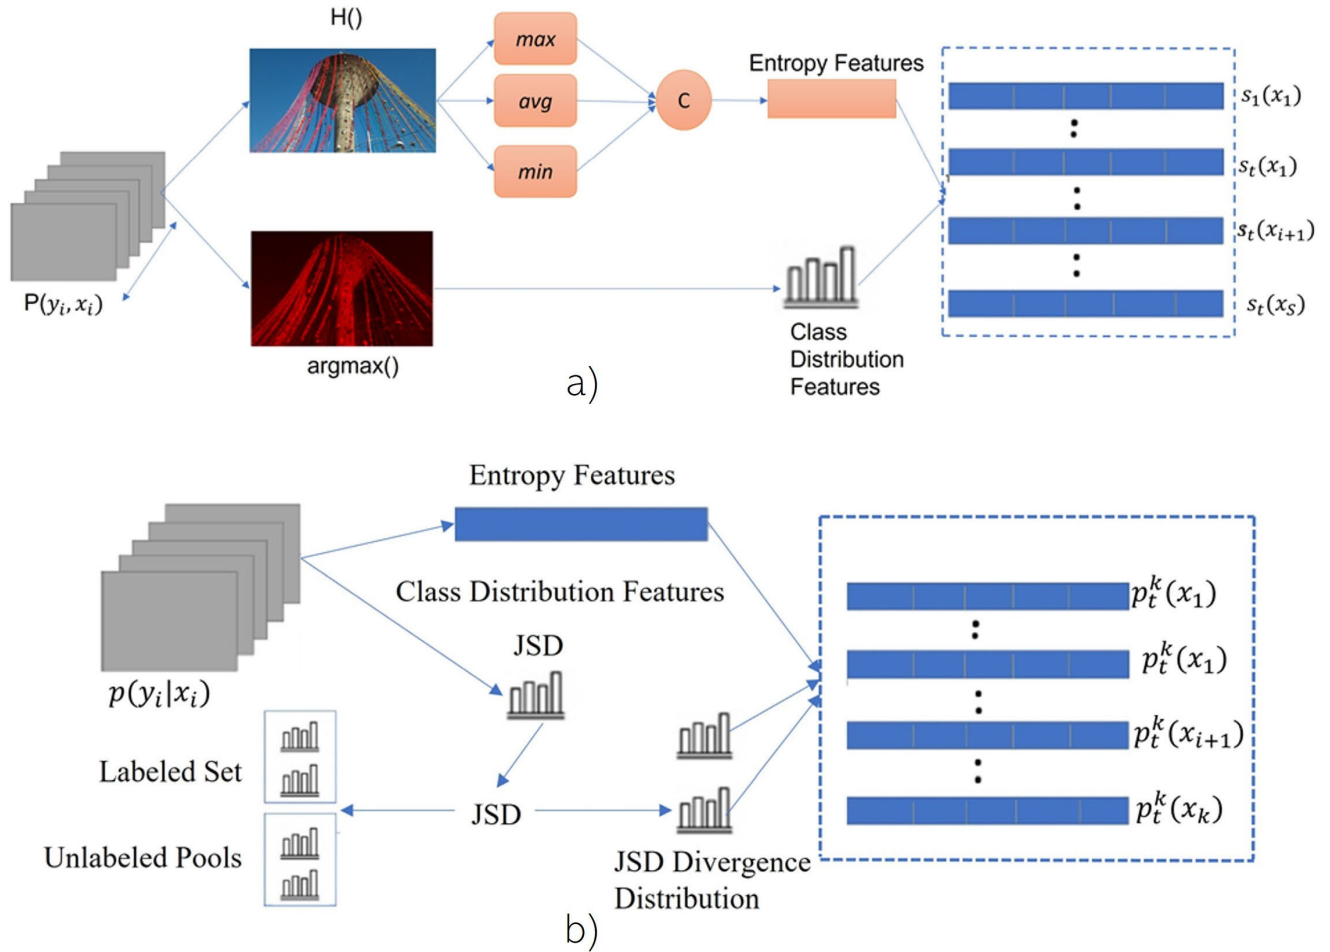 H()
max
avg
min
C
Entropy Features
s₁(x₁)
sₜ(x₁)
sₜ(xᵢ₊₁)
sₜ(x_S)
P(yᵢ, xᵢ)
argmax()
Class
Distribution
Features
a)
Entropy Features
Class Distribution Features
JSD
p(yᵢ|xᵢ)
Labeled Set
Unlabeled Pools
JSD
JSD Divergence
Distribution
pₜᵏ(x₁)
pₜᵏ(x₁)
pₜᵏ(xᵢ₊₁)
pₜᵏ(xₖ)
b)